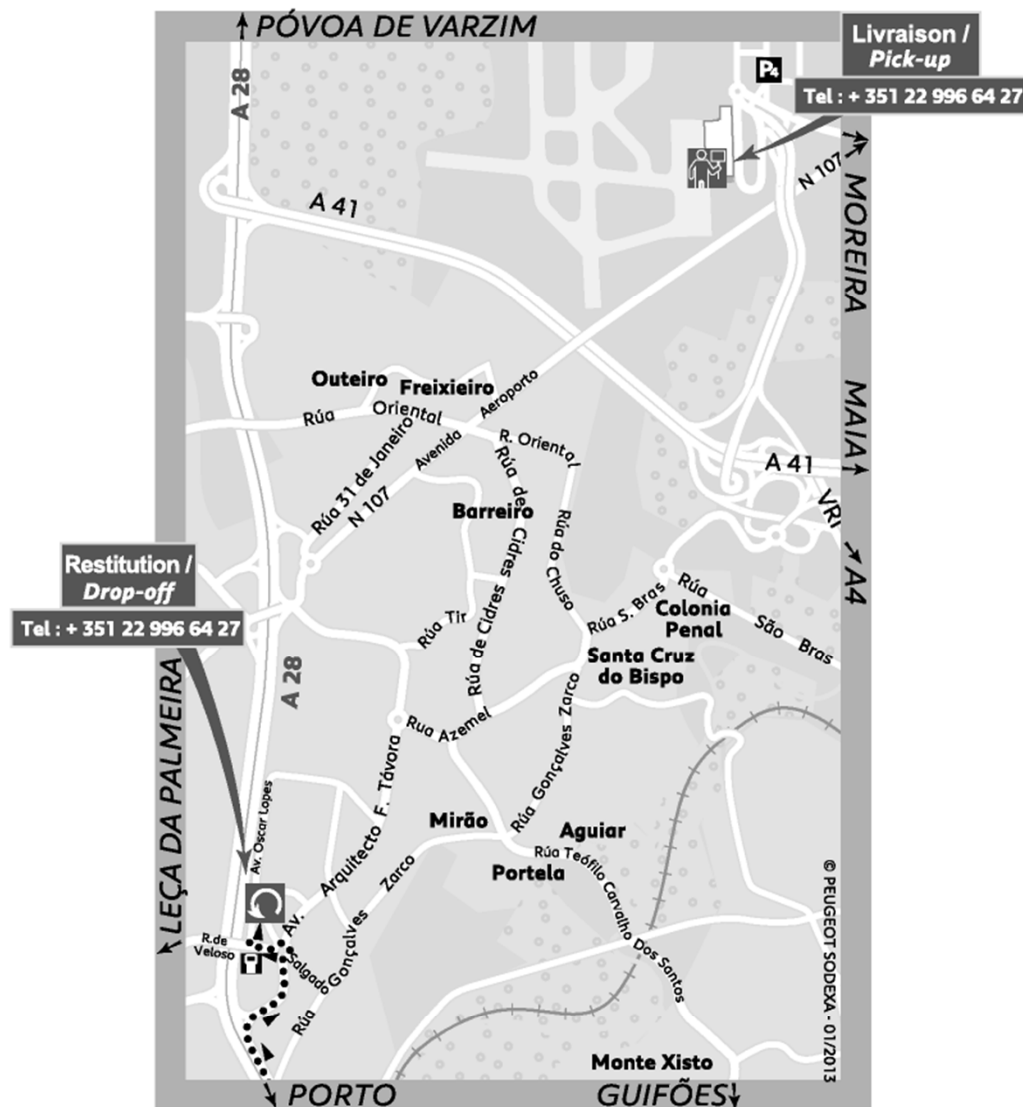 PÓVOA DE VARZIM
A 28
Livraison /
Pick-up
Tel : + 351 22 996 64 27
P4
N 107
MOREIRA
A 41
MAIA
Outeiro
Freixieiro
Aeroporto
Rúa Oriental
R. Oriental
Avenida
A 41
Rúa 31 de Janeiro
N 107
VRI
Barreiro
Rúa de Cidres
Rúa do Chuso
A4
Restitution /
Drop-off
Tel : + 351 22 996 64 27
Rúa S. Bras
Rúa São Bras
Colonia
Penal
Rúa Tir
Rúa de Cidres
Santa Cruz
do Bispo
A 28
LEÇA DA PALMEIRA
Rua Azemel
Rúa Gonçalves Zarco
Av. Oscar Lopes
Av. Arquitecto F. Távora
Mirão
Aguiar
Rúa Teófilo Carvalho Dos Santos
Portela
Rúa Gonçalves Zarco
R.de
Veloso
Salgado
© PEUGEOT SODEXA - 01/2013
Monte Xisto
PORTO
GUIFÕES